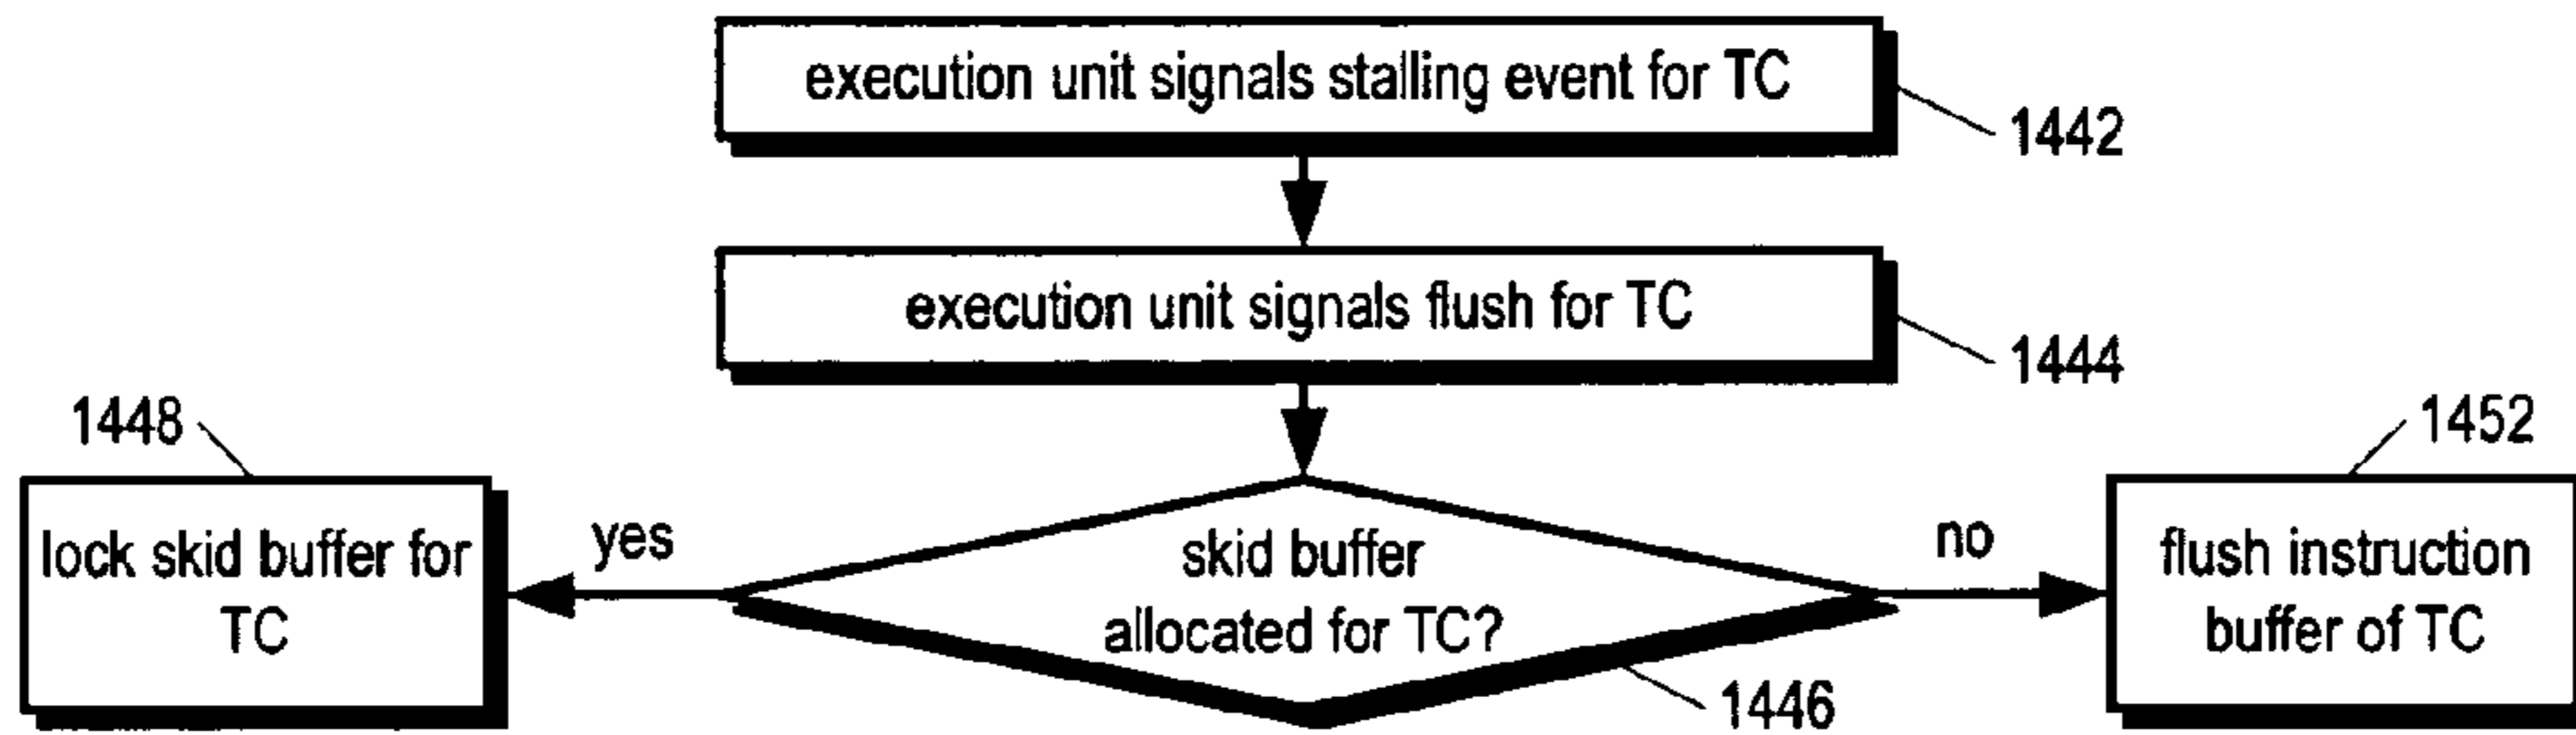 execution unit signals stalling event for TC
1442
execution unit signals flush for TC
1444
1448
1452
lock skid buffer for
TC
yes
skid buffer
allocated for TC?
no
flush instruction
buffer of TC
1446